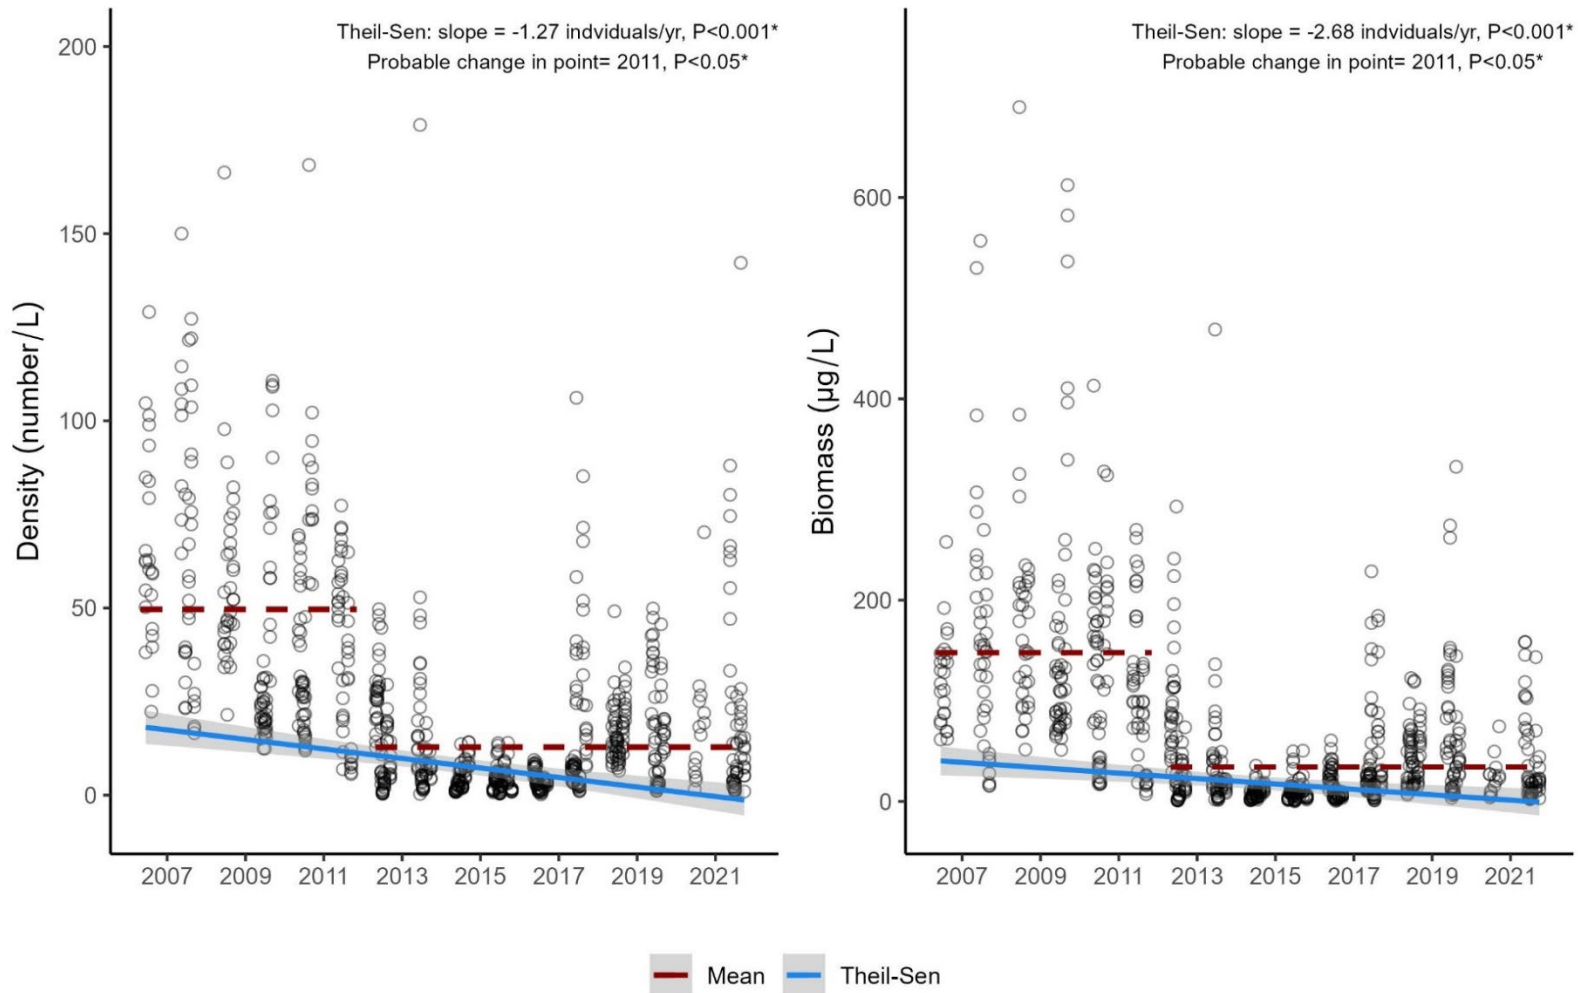 Theil-Sen: slope = -1.27 indviduals/yr, P<0.001*
Probable change in point= 2011, P<0.05*
Density (number/L)
200
150
100
50
0
2007 2009 2011 2013 2015 2017 2019 2021
Theil-Sen: slope = -2.68 indviduals/yr, P<0.001*
Probable change in point= 2011, P<0.05*
Biomass (µg/L)
600
400
200
0
2007 2009 2011 2013 2015 2017 2019 2021
Mean Theil-Sen